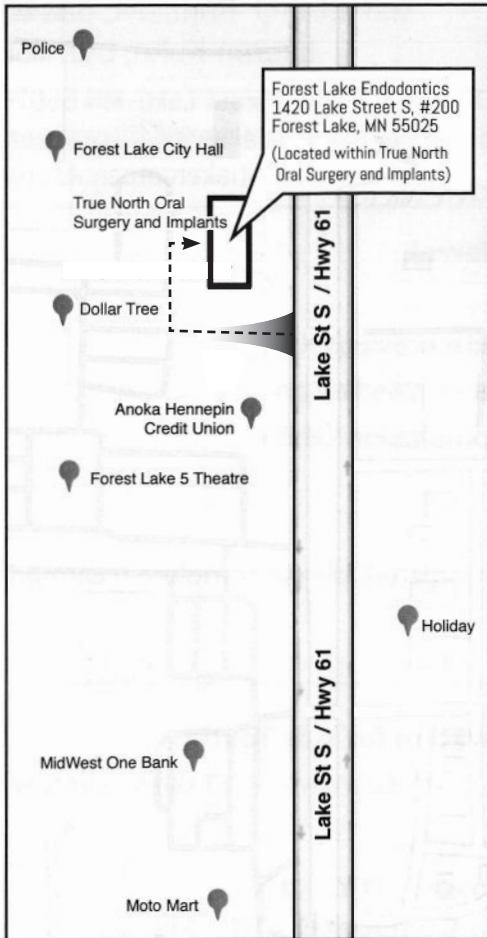 Police
Forest Lake Endodontics
1420 Lake Street S, #200
Forest Lake, MN 55025
(Located within True North
Oral Surgery and Implants)
Forest Lake City Hall
True North Oral
Surgery and Implants
Lake St S / Hwy 61
Dollar Tree
Anoka Hennepin
Credit Union
Forest Lake 5 Theatre
Holiday
Lake St S / Hwy 61
MidWest One Bank
Moto Mart